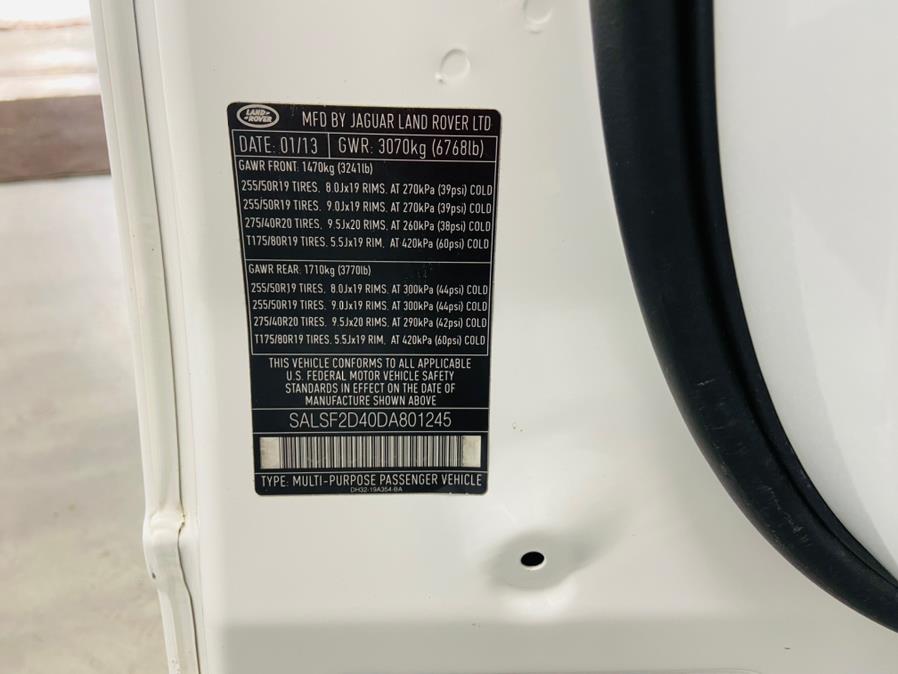 LAND ROVER
MFD BY JAGUAR LAND ROVER LTD
DATE: 01/13 GWR: 3070kg (6768lb)
GAWR FRONT: 1470kg (3241lb)
255/50R19 TIRES, 8.0Jx19 RIMS, AT 270kPa (39psi) COLD
255/50R19 TIRES, 9.0Jx19 RIMS, AT 270kPa (39psi) COLD
275/40R20 TIRES, 9.5Jx20 RIMS, AT 260kPa (38psi) COLD
T175/80R19 TIRES, 5.5Jx19 RIM, AT 420kPa (60psi) COLD
GAWR REAR: 1710kg (3770lb)
255/50R19 TIRES, 8.0Jx19 RIMS, AT 300kPa (44psi) COLD
255/50R19 TIRES, 9.0Jx19 RIMS, AT 300kPa (44psi) COLD
275/40R20 TIRES, 9.5Jx20 RIMS, AT 290kPa (42psi) COLD
T175/80R19 TIRES, 5.5Jx19 RIM, AT 420kPa (60psi) COLD
THIS VEHICLE CONFORMS TO ALL APPLICABLE
U.S. FEDERAL MOTOR VEHICLE SAFETY
STANDARDS IN EFFECT ON THE DATE OF
MANUFACTURE SHOWN ABOVE
SALSF2D40DA801245
TYPE: MULTI-PURPOSE PASSENGER VEHICLE
DH32-19A354-BA